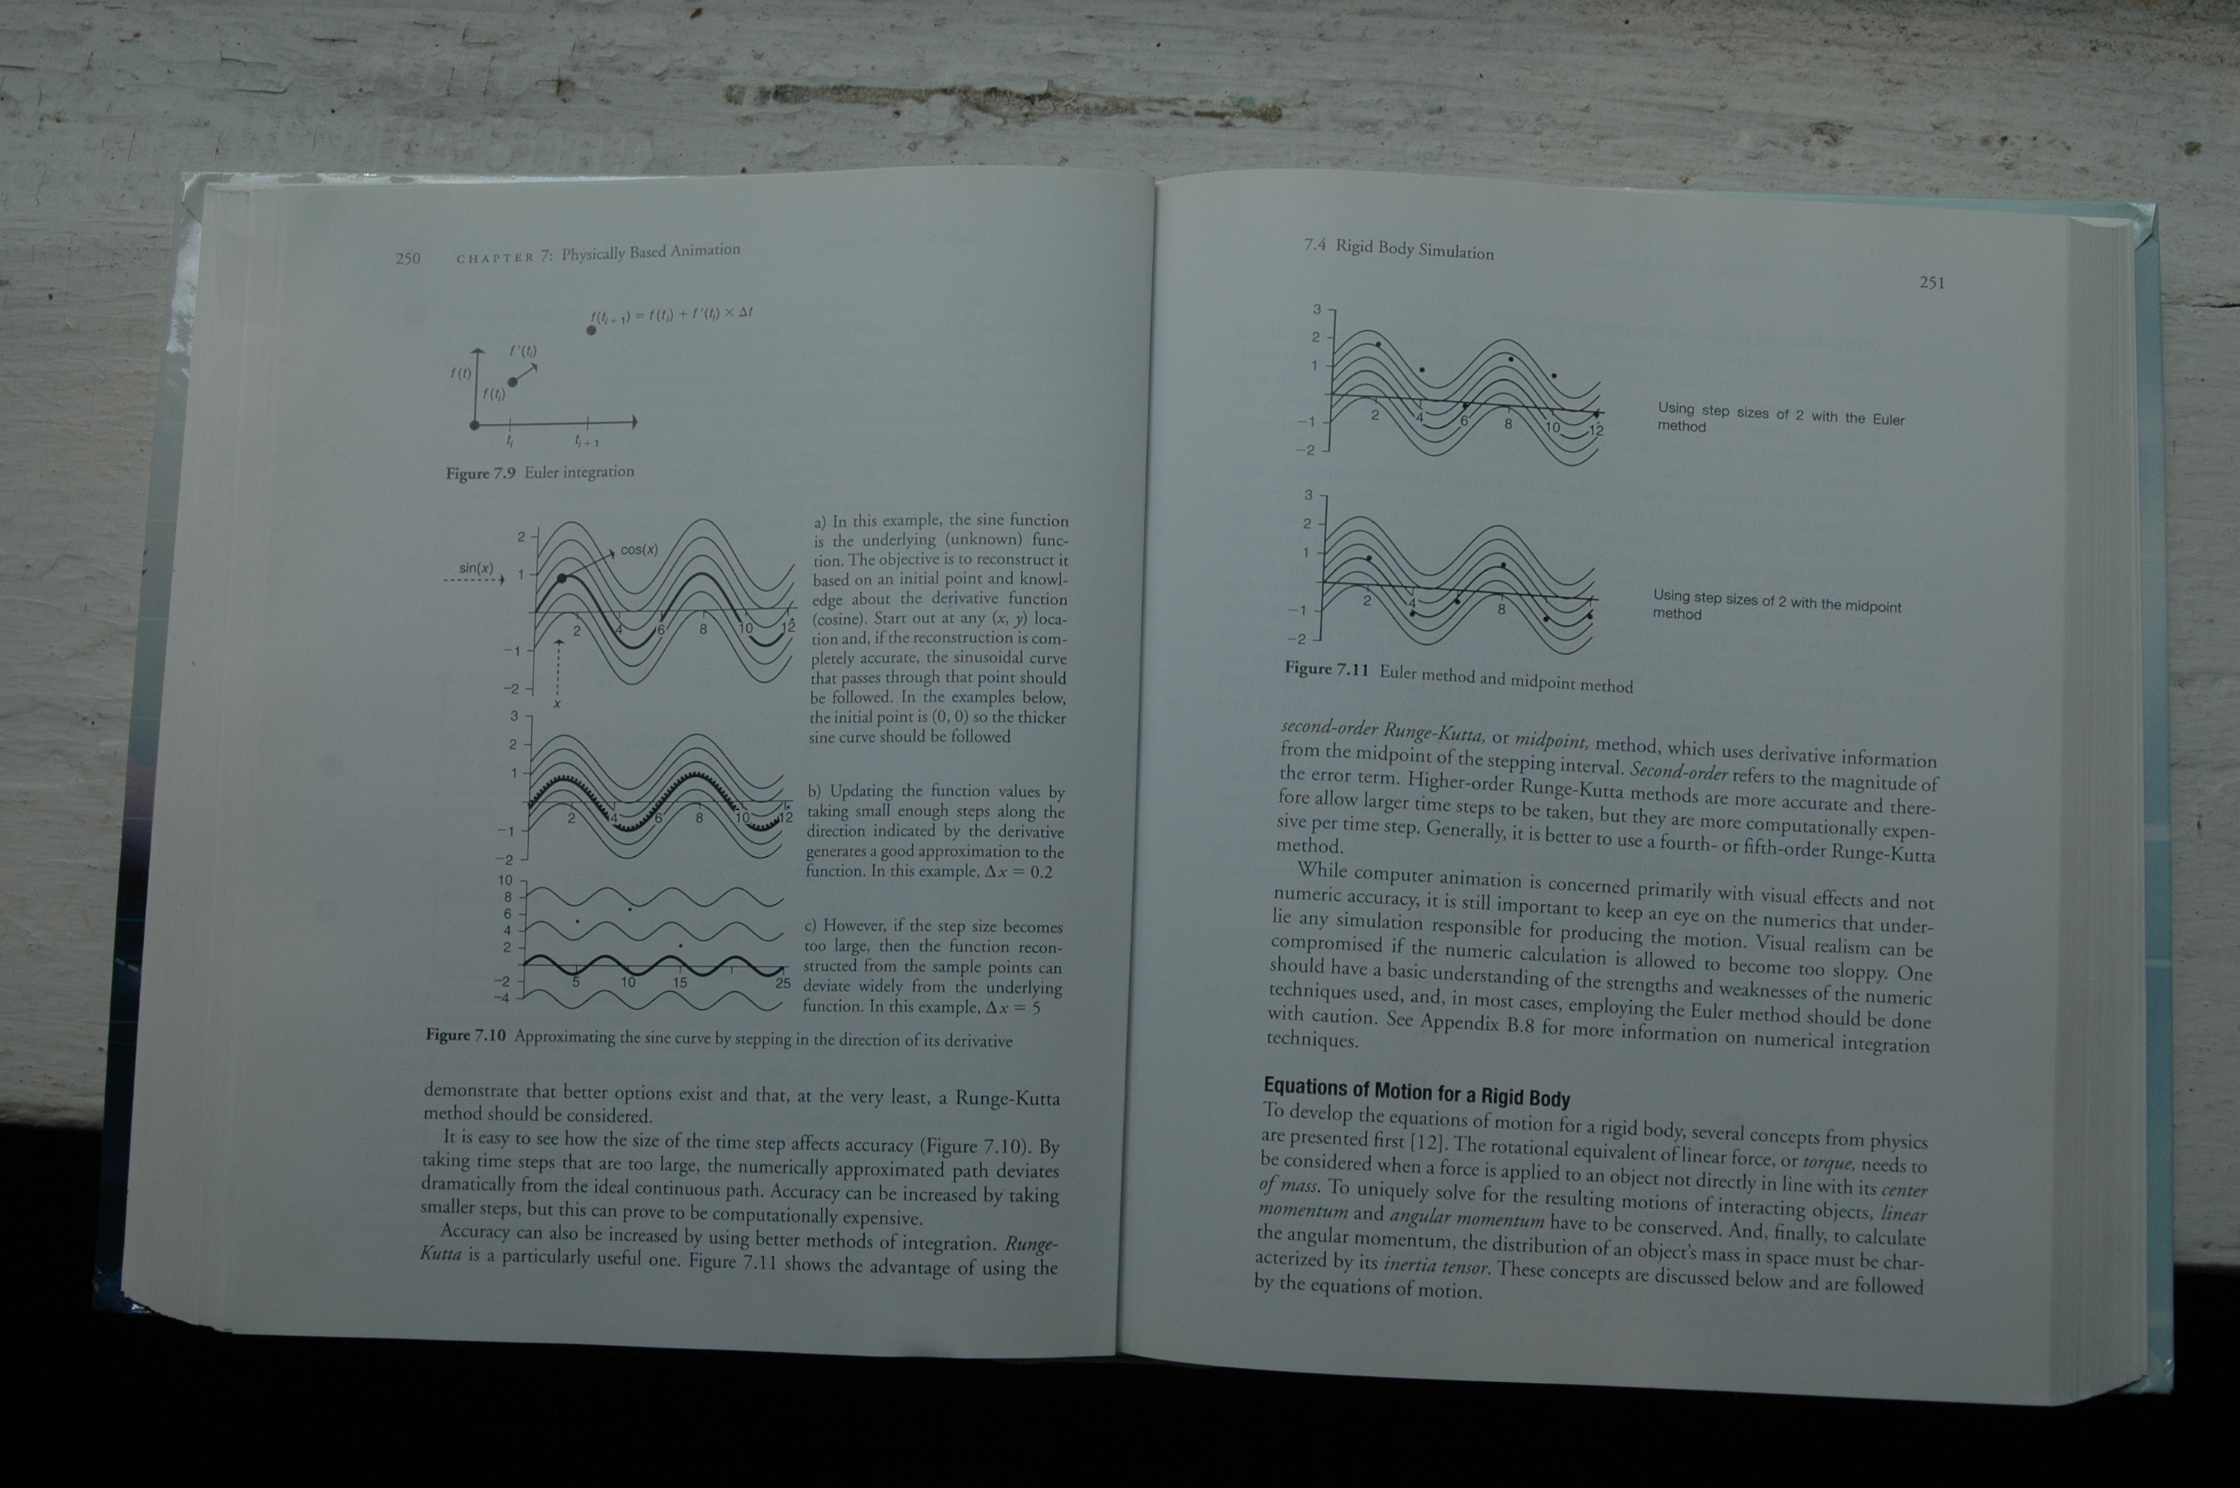 250 CHAPTER 7: Physically Based Animation
f(ti + 1) = f(ti) + f'(ti) × Δt
f'(ti)
f(t)
f(ti)
ti
ti + 1
Figure 7.9 Euler integration
2
cos(x)
sin(x)
1
2 4 6 8 10 12
−1
−2
x
a) In this example, the sine function
is the underlying (unknown) func-
tion. The objective is to reconstruct it
based on an initial point and knowl-
edge about the derivative function
(cosine). Start out at any (x, y) loca-
tion and, if the reconstruction is com-
pletely accurate, the sinusoidal curve
that passes through that point should
be followed. In the examples below,
the initial point is (0, 0) so the thicker
sine curve should be followed
3
2
1
2 4 6 8 10 12
−1
−2
b) Updating the function values by
taking small enough steps along the
direction indicated by the derivative
generates a good approximation to the
function. In this example, Δx = 0.2
10
8
6
4
2
5 10 15 25
−2
−4
c) However, if the step size becomes
too large, then the function recon-
structed from the sample points can
deviate widely from the underlying
function. In this example, Δx = 5
Figure 7.10 Approximating the sine curve by stepping in the direction of its derivative
demonstrate that better options exist and that, at the very least, a Runge-Kutta
method should be considered.
It is easy to see how the size of the time step affects accuracy (Figure 7.10). By
taking time steps that are too large, the numerically approximated path deviates
dramatically from the ideal continuous path. Accuracy can be increased by taking
smaller steps, but this can prove to be computationally expensive.
Accuracy can also be increased by using better methods of integration. Runge-
Kutta is a particularly useful one. Figure 7.11 shows the advantage of using the
7.4 Rigid Body Simulation
251
3
2
1
2 4 6 8 10 12
−1
−2
Using step sizes of 2 with the Euler
method
3
2
1
2 4 8
−1
−2
Using step sizes of 2 with the midpoint
method
Figure 7.11 Euler method and midpoint method
second-order Runge-Kutta, or midpoint, method, which uses derivative information
from the midpoint of the stepping interval. Second-order refers to the magnitude of
the error term. Higher-order Runge-Kutta methods are more accurate and there-
fore allow larger time steps to be taken, but they are more computationally expen-
sive per time step. Generally, it is better to use a fourth- or fifth-order Runge-Kutta
method.
While computer animation is concerned primarily with visual effects and not
numeric accuracy, it is still important to keep an eye on the numerics that under-
lie any simulation responsible for producing the motion. Visual realism can be
compromised if the numeric calculation is allowed to become too sloppy. One
should have a basic understanding of the strengths and weaknesses of the numeric
techniques used, and, in most cases, employing the Euler method should be done
with caution. See Appendix B.8 for more information on numerical integration
techniques.
Equations of Motion for a Rigid Body
To develop the equations of motion for a rigid body, several concepts from physics
are presented first [12]. The rotational equivalent of linear force, or torque, needs to
be considered when a force is applied to an object not directly in line with its center
of mass. To uniquely solve for the resulting motions of interacting objects, linear
momentum and angular momentum have to be conserved. And, finally, to calculate
the angular momentum, the distribution of an object's mass in space must be char-
acterized by its inertia tensor. These concepts are discussed below and are followed
by the equations of motion.